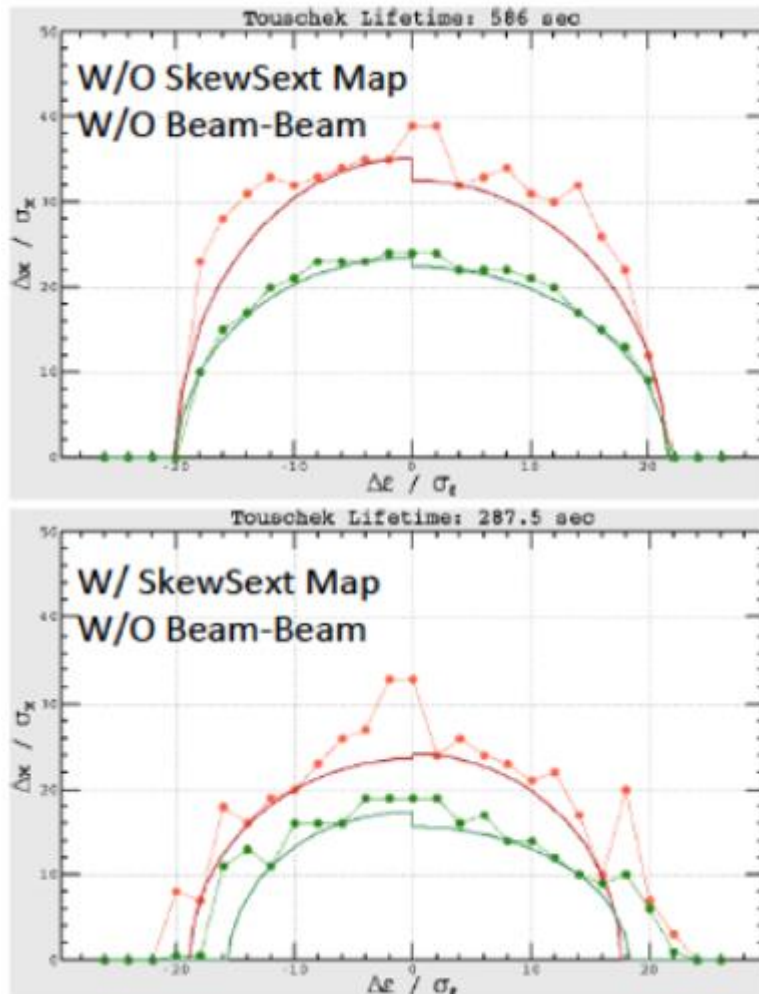 Touschek Lifetime: 586 sec
50
W/O SkewSext Map
W/O Beam-Beam
40
30
Δx / σx
20
10
0
-20 -10 0 10 20
Δε / σε
Touschek Lifetime: 287.5 sec
50
W/ SkewSext Map
W/O Beam-Beam
40
30
Δx / σx
20
10
0
-20 -10 0 10 20
Δε / σε